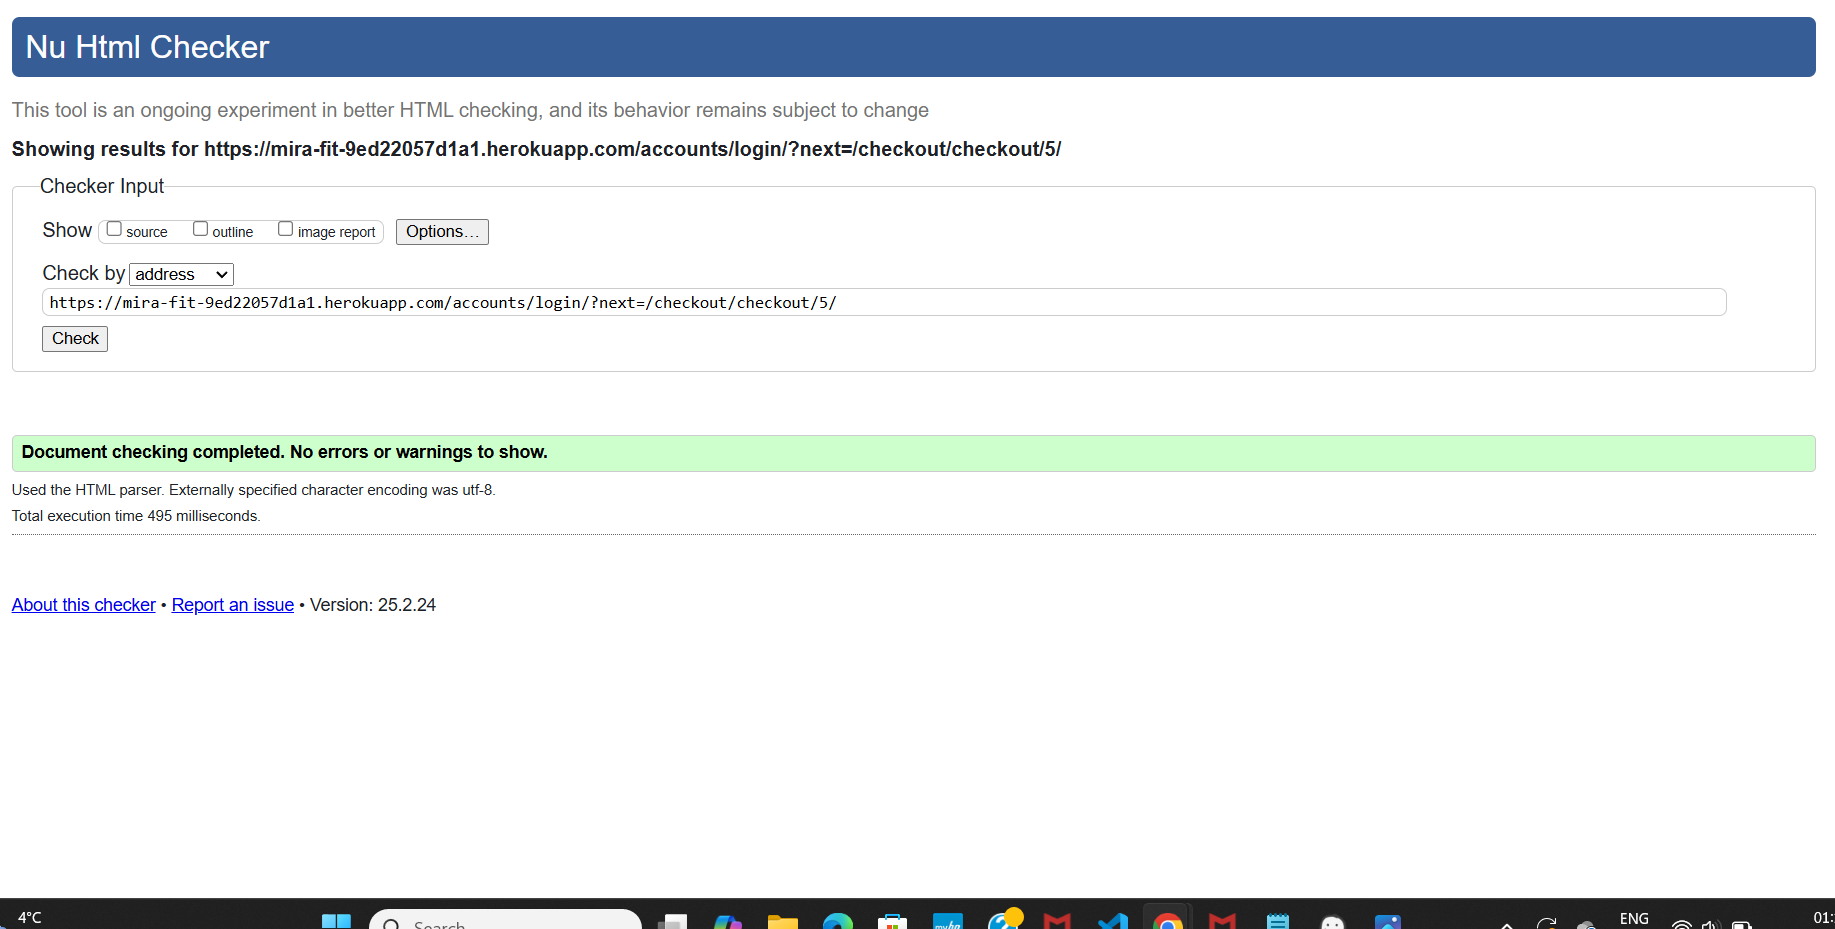 Nu Html Checker
This tool is an ongoing experiment in better HTML checking, and its behavior remains subject to change
Showing results for https://mira-fit-9ed22057d1a1.herokuapp.com/accounts/login/?next=/checkout/checkout/5/
Checker Input
Show source outline image report Options...
Check by address
https://mira-fit-9ed22057d1a1.herokuapp.com/accounts/login/?next=/checkout/checkout/5/
Check
Document checking completed. No errors or warnings to show.
Used the HTML parser. Externally specified character encoding was utf-8.
Total execution time 495 milliseconds.
About this checker • Report an issue • Version: 25.2.24
4°C
Search
myhp
ENG
01: